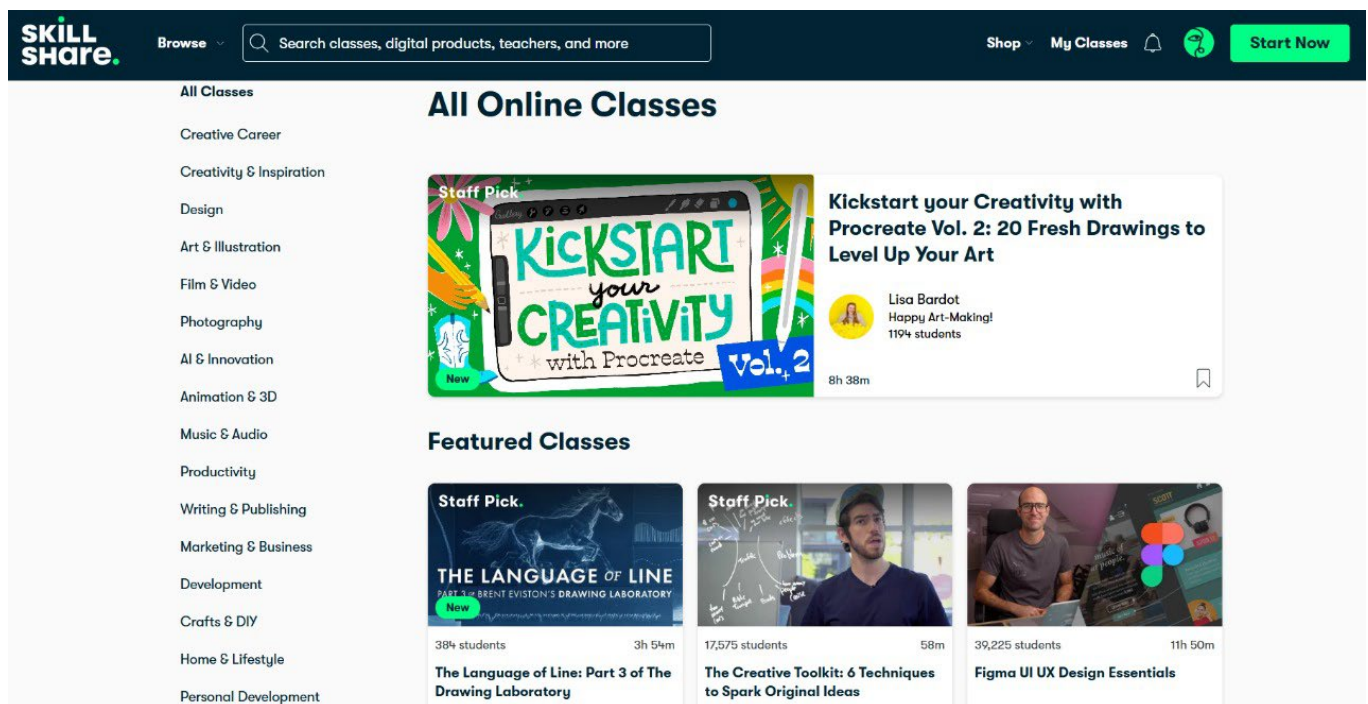 SKILL
SHare.
Browse
Search classes, digital products, teachers, and more
Shop
My Classes
Start Now
All Classes
Creative Career
Creativity & Inspiration
Design
Art & Illustration
Film & Video
Photography
AI & Innovation
Animation & 3D
Music & Audio
Productivity
Writing & Publishing
Marketing & Business
Development
Crafts & DIY
Home & Lifestyle
Personal Development
All Online Classes
Staff Pick
Gallery
KICKSTART
your
CREATiViTY
with Procreate
Vol. 2
New
Kickstart your Creativity with
Procreate Vol. 2: 20 Fresh Drawings to
Level Up Your Art
Lisa Bardot
Happy Art-Making!
1194 students
8h 38m
Featured Classes
Staff Pick.
THE LANGUAGE OF LINE
PART 3 OF BRENT EVISTON'S DRAWING LABORATORY
New
384 students
3h 54m
The Language of Line: Part 3 of The
Drawing Laboratory
Staff Pick.
17,575 students
58m
The Creative Toolkit: 6 Techniques
to Spark Original Ideas
SCOTT
music
people.
39,225 students
11h 50m
Figma UI UX Design Essentials